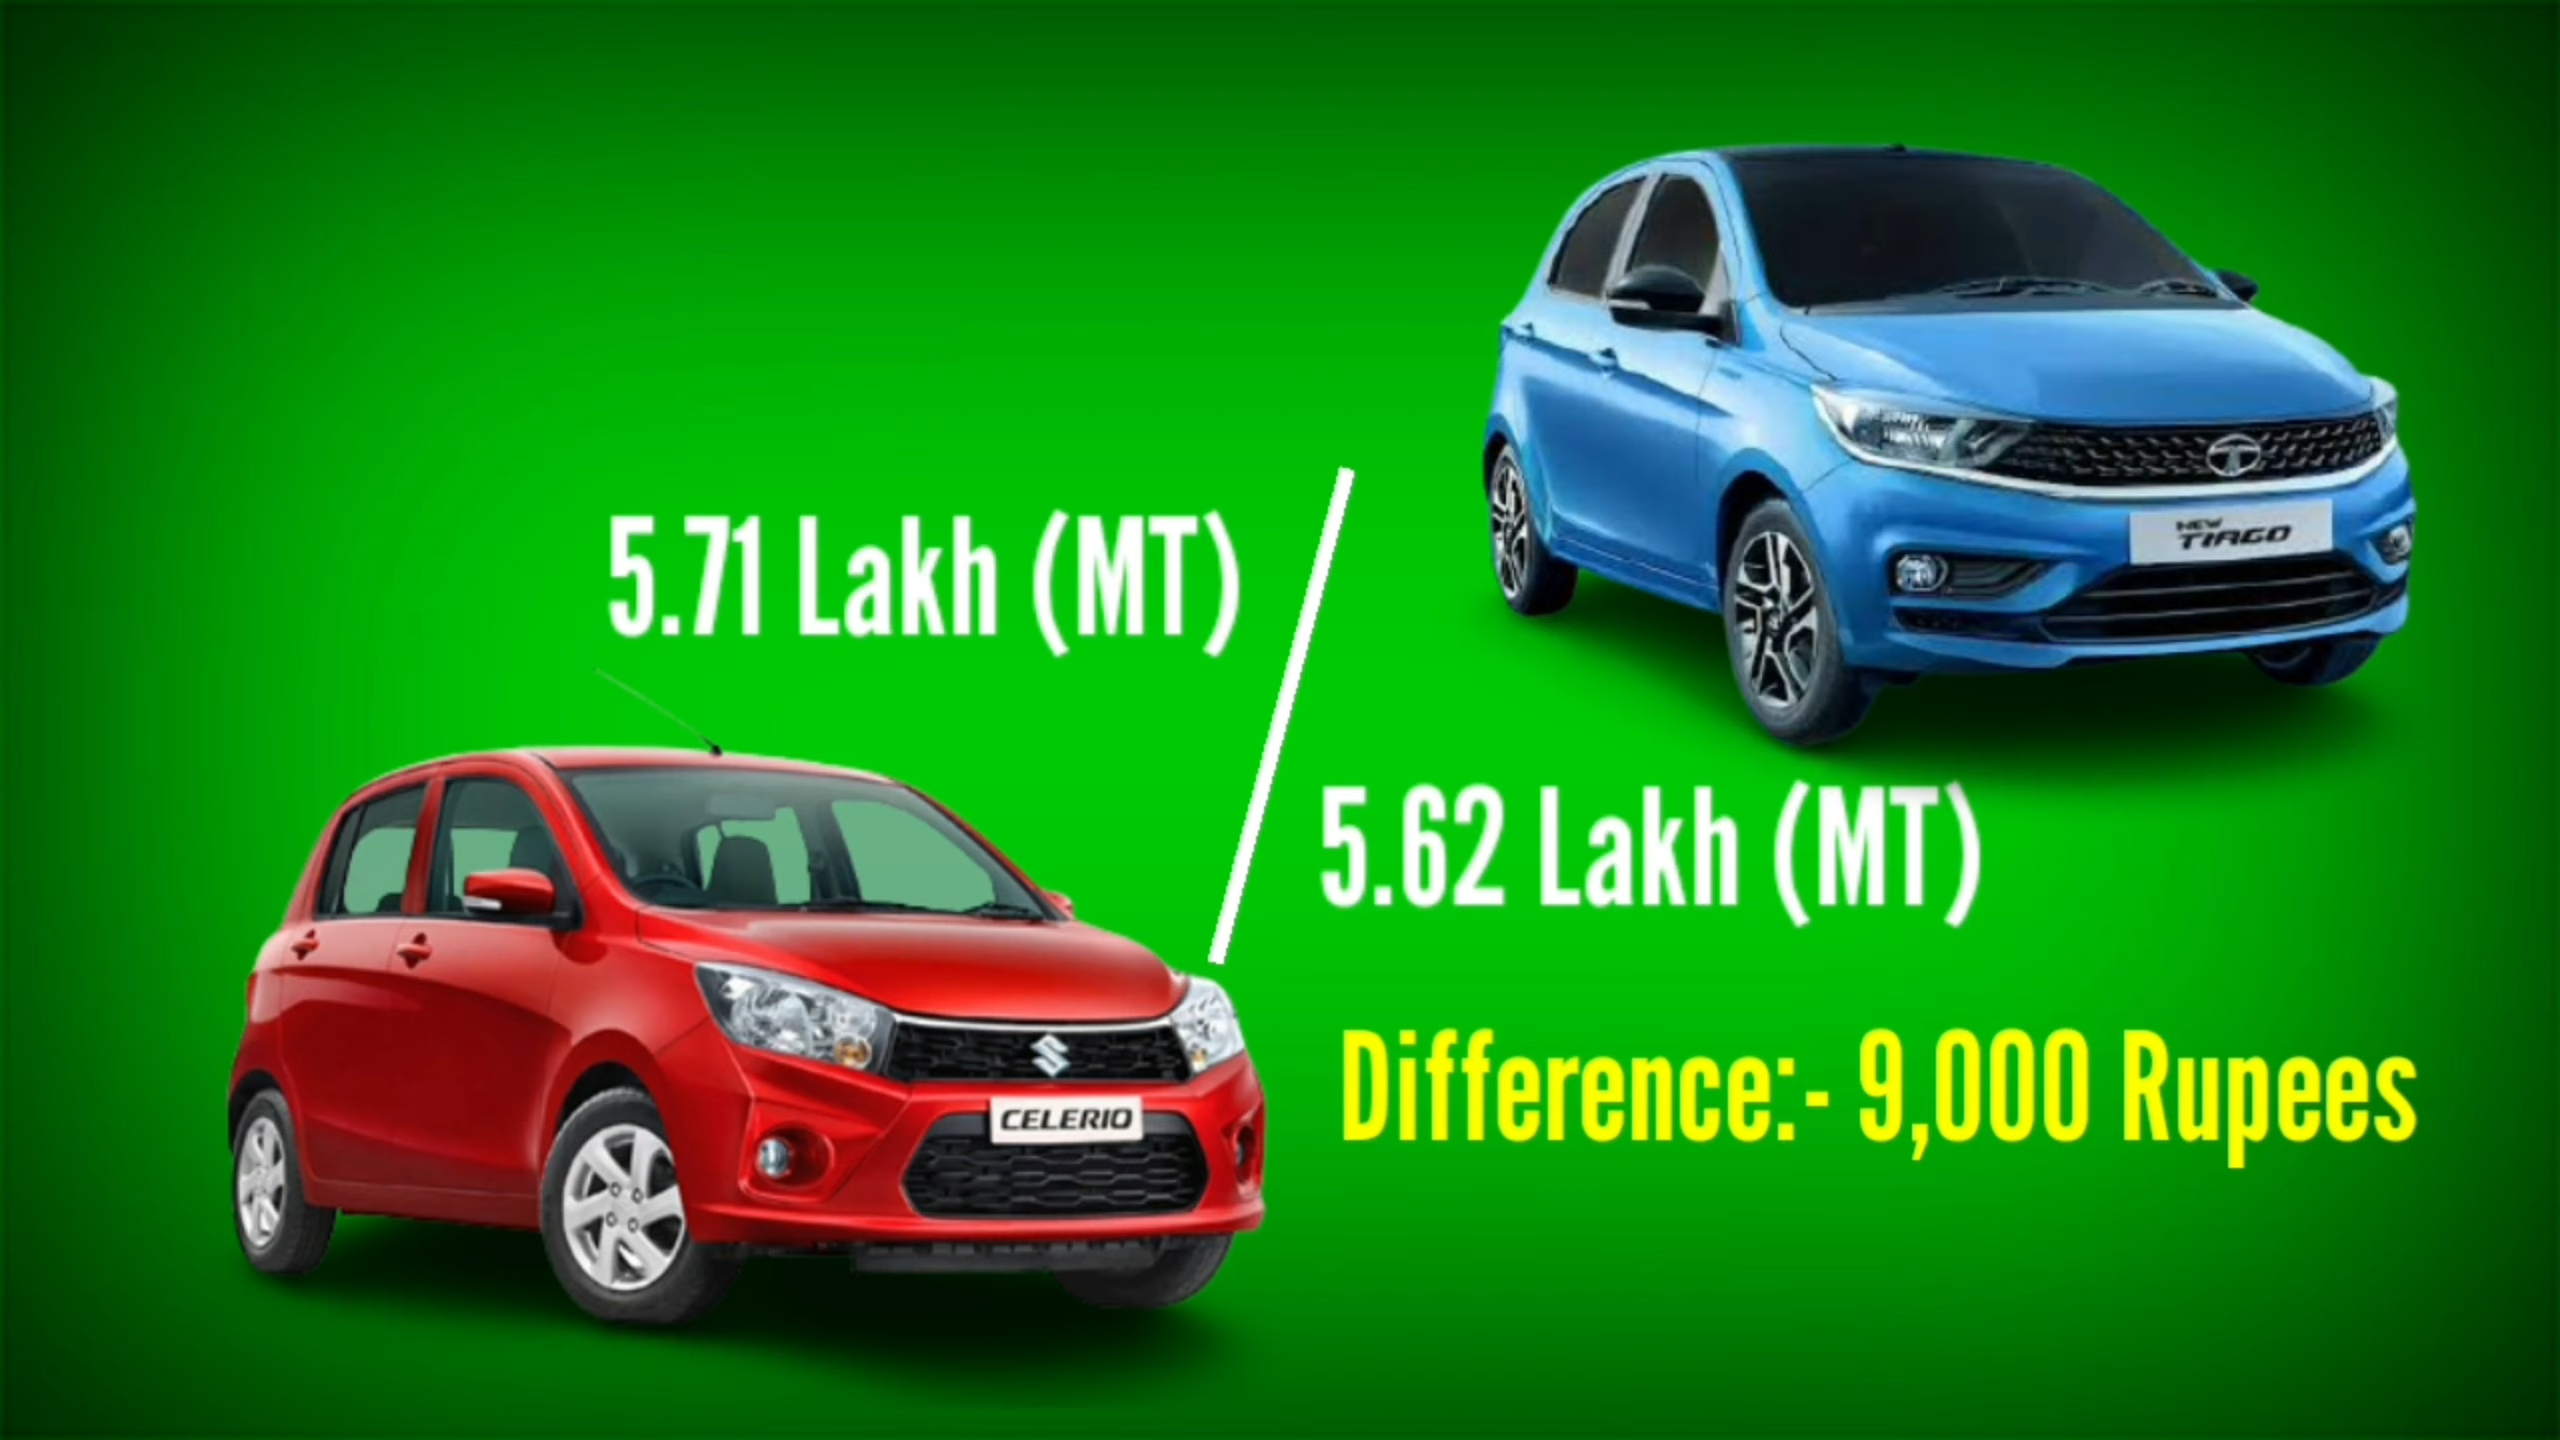 5.71 Lakh (MT)
NEW
TIAGO
5.62 Lakh (MT)
CELERIO
Difference:- 9,000 Rupees